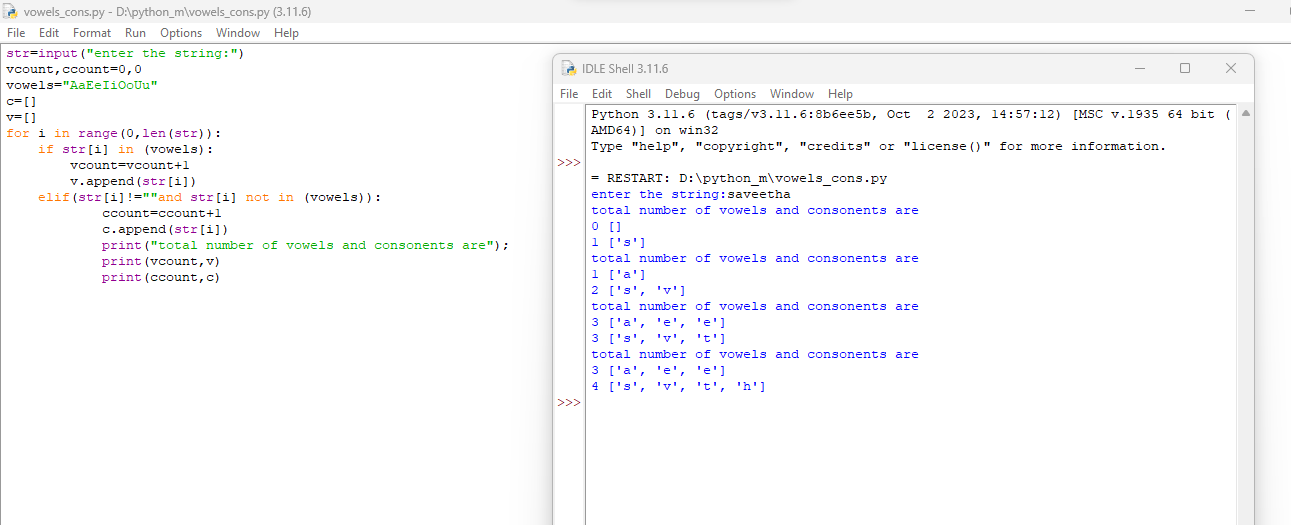 vowels_cons.py - D:\python_m\vowels_cons.py (3.11.6)
File Edit Format Run Options Window Help
str=input("enter the string:")
vcount,ccount=0,0
vowels="AaEeIiOoUu"
c=[]
v=[]
for i in range(0,len(str)):
    if str[i] in (vowels):
        vcount=vcount+1
        v.append(str[i])
    elif(str[i]!=""and str[i] not in (vowels)):
            ccount=ccount+1
            c.append(str[i])
            print("total number of vowels and consonents are");
            print(vcount,v)
            print(ccount,c)
IDLE Shell 3.11.6
File Edit Shell Debug Options Window Help
Python 3.11.6 (tags/v3.11.6:8b6ee5b, Oct  2 2023, 14:57:12) [MSC v.1935 64 bit (
AMD64)] on win32
Type "help", "copyright", "credits" or "license()" for more information.
>>>
= RESTART: D:\python_m\vowels_cons.py
enter the string:saveetha
total number of vowels and consonents are
0 []
1 ['s']
total number of vowels and consonents are
1 ['a']
2 ['s', 'v']
total number of vowels and consonents are
3 ['a', 'e', 'e']
3 ['s', 'v', 't']
total number of vowels and consonents are
3 ['a', 'e', 'e']
4 ['s', 'v', 't', 'h']
>>>